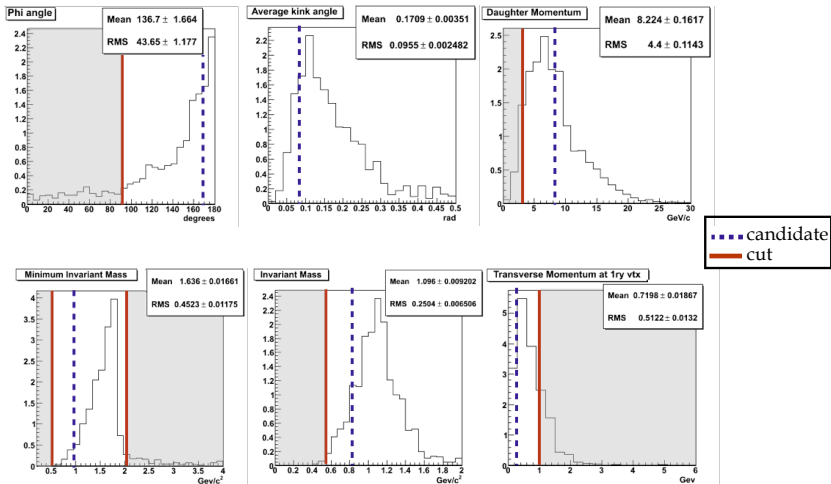 Phi angle
Mean 136.7 ± 1.664
RMS 43.65 ± 1.177
2.4
2.2
2
1.8
1.6
1.4
1.2
1
0.8
0.6
0.4
0.2
0 20 40 60 80 100 120 140 160 180
degrees
Average kink angle
Mean 0.1709 ± 0.00351
RMS 0.0955 ± 0.002482
2.2
2
1.8
1.6
1.4
1.2
1
0.8
0.6
0.4
0.2
0 0.05 0.1 0.15 0.2 0.25 0.3 0.35 0.4 0.45 0.5
rad
Daughter Momentum
Mean 8.224 ± 0.1617
RMS 4.4 ± 0.1143
2.5
2
1.5
1
0.5
0
0 5 10 15 20 25 30
GeV/c
candidate
cut
Minimum Invariant Mass
Mean 1.636 ± 0.01661
RMS 0.4523 ± 0.01175
4
3.5
3
2.5
2
1.5
1
0.5
0
0.5 1 1.5 2 2.5 3 3.5 4
Gev/c²
Invariant Mass
Mean 1.096 ± 0.009202
RMS 0.2504 ± 0.006506
2.4
2.2
2
1.8
1.6
1.4
1.2
1
0.8
0.6
0.4
0.2
0
0 0.2 0.4 0.6 0.8 1 1.2 1.4 1.6 1.8 2
Gev/c²
Transverse Momentum at 1ry vtx
Mean 0.7198 ± 0.01867
RMS 0.5122 ± 0.0132
5
4
3
2
1
0
0 1 2 3 4 5 6
Gev